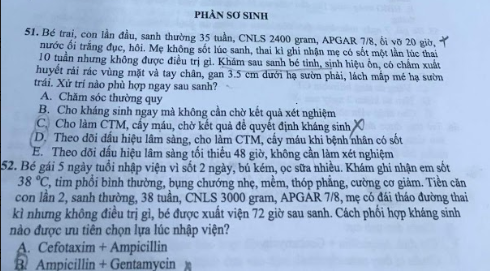 PHẦN SƠ SINH
51. Bé trai, con lần đầu, sanh thường 35 tuần, CNLS 2400 gram, APGAR 7/8, ối vỡ 20 giờ,
nước ối trắng đục, hôi. Mẹ không sốt lúc sanh, thai kì ghi nhận mẹ có sốt một lần lúc thai
10 tuần nhưng không được điều trị gì. Khám sau sanh bé tỉnh, sinh hiệu ổn, có chấm xuất
huyết rải rác vùng mặt và tay chân, gan 3.5 cm dưới hạ sườn phải, lách mấp mé hạ sườn
trái. Xử trí nào phù hợp ngay sau sanh?
A. Chăm sóc thường quy
B. Cho kháng sinh ngay mà không cần chờ kết quả xét nghiệm
C. Cho làm CTM, cấy máu, chờ kết quả để quyết định kháng sinh
D. Theo dõi dấu hiệu lâm sàng, cho làm CTM, cấy máu khi bệnh nhân có sốt
E. Theo dõi dấu hiệu lâm sàng tối thiểu 48 giờ, không cần làm xét nghiệm
52. Bé gái 5 ngày tuổi nhập viện vì sốt 2 ngày, bú kém, ọc sữa nhiều. Khám ghi nhận em sốt
38 °C, tim phổi bình thường, bụng chướng nhẹ, mềm, thóp phẳng, cường cơ giảm. Tiền căn
con lần 2, sanh thường, 38 tuần, CNLS 3000 gram, APGAR 7/8, mẹ có đái tháo đường thai
kì nhưng không điều trị gì, bé được xuất viện 72 giờ sau sanh. Cách phối hợp kháng sinh
nào được ưu tiên chọn lựa lúc nhập viện?
A. Cefotaxim + Ampicillin
B. Ampicillin + Gentamycin